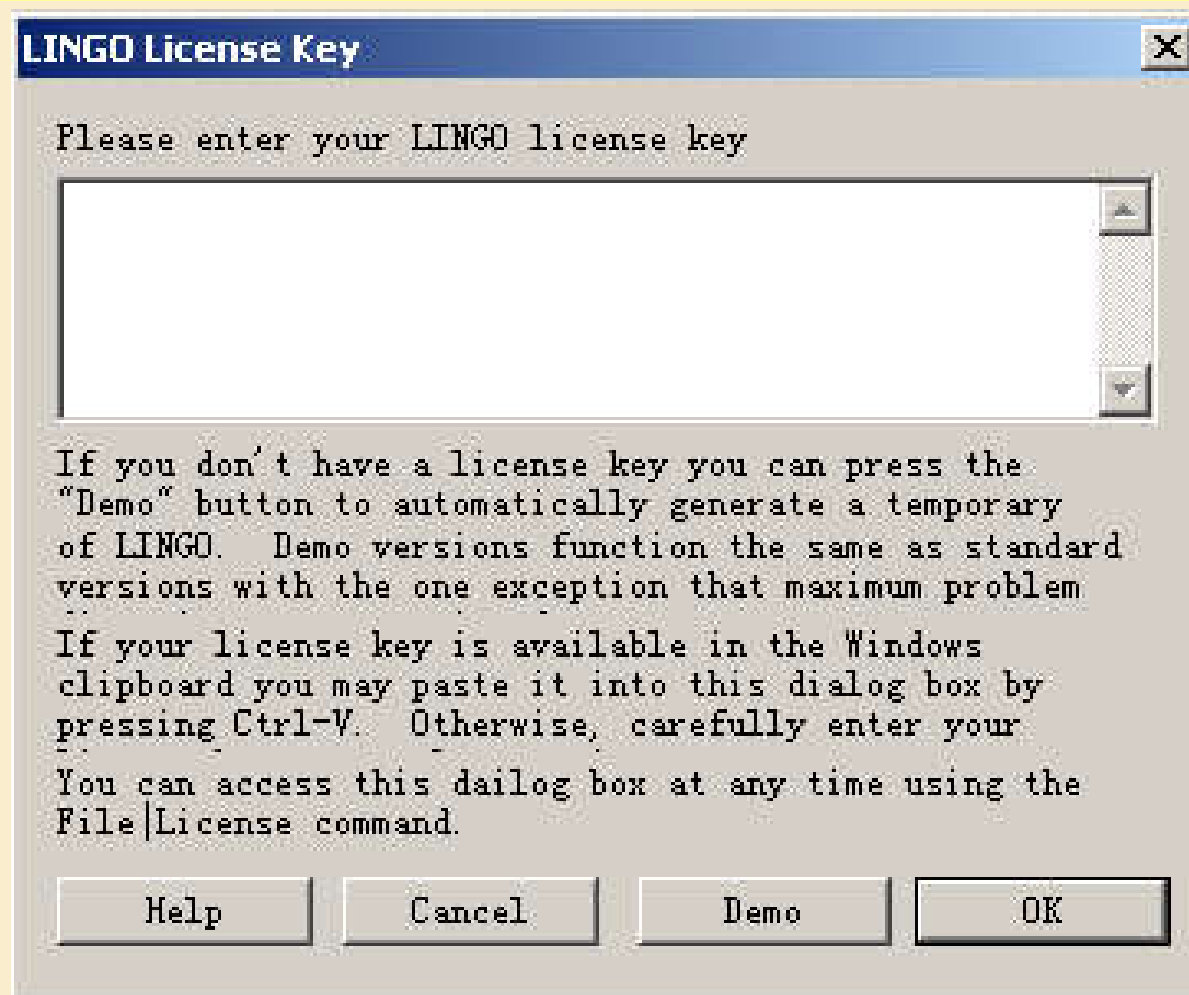 LINGO License Key
Please enter your LINGO license key
If you don't have a license key you can press the
"Demo" button to automatically generate a temporary
of LINGO. Demo versions function the same as standard
versions with the one exception that maximum problem
If your license key is available in the Windows
clipboard you may paste it into this dialog box by
pressing Ctrl-V. Otherwise, carefully enter your
You can access this dailog box at any time using the
File|License command.
Help Cancel Demo OK